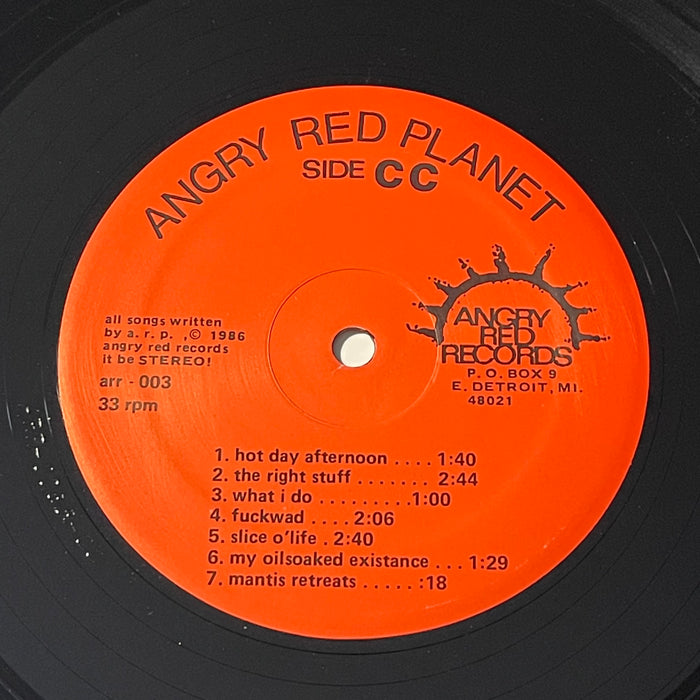 ANGRY RED PLANET
SIDE CC
all songs written
by a. r. p. ,© 1986
angry red records
it be STEREO!
arr - 003
33 rpm
ANGRY
RED
RECORDS
P. O. BOX 9
E. DETROIT, MI.
48021
1. hot day afternoon .... 1:40
2. the right stuff ....... 2:44
3. what i do .........1:00
4. fuckwad .... 2:06
5. slice o'life . 2:40
6. my oilsoaked existance ... 1:29
7. mantis retreats .....:18